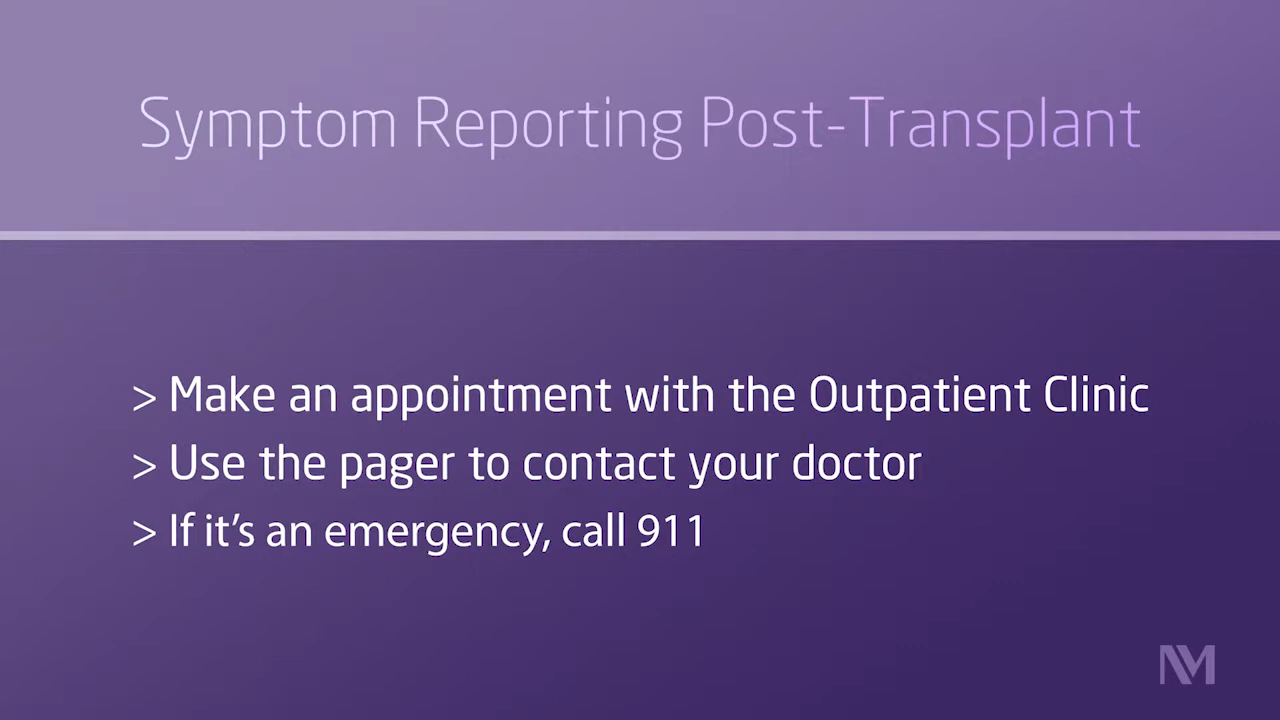 Symptom Reporting Post-Transplant
> Make an appointment with the Outpatient Clinic
> Use the pager to contact your doctor
> If it’s an emergency, call 911
NM